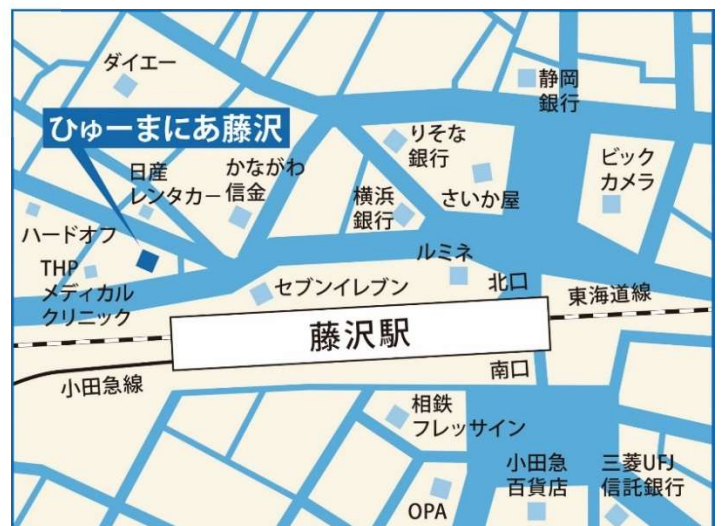 ダイエー
静岡
銀行
ひゅーまにあ藤沢
りそな
銀行
ビック
カメラ
日産
レンタカー
かながわ
信金
横浜
銀行
さいか屋
ハードオフ
THP
メディカル
クリニック
ルミネ
セブンイレブン
北口
東海道線
藤沢駅
小田急線
南口
相鉄
フレッサイン
小田急
百貨店
三菱UFJ
信託銀行
OPA